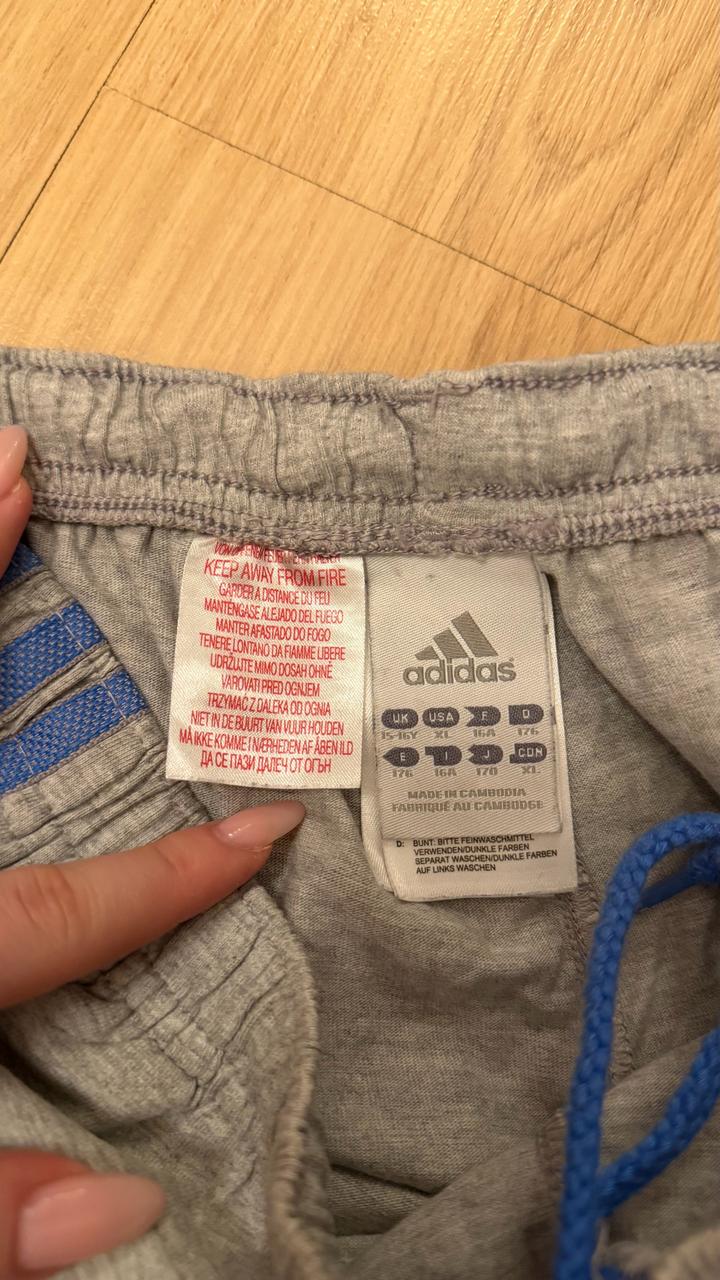 VON OFFENEM FEUER FERNHALTEN
KEEP AWAY FROM FIRE
GARDER A DISTANCE DU FEU
MANTENGASE ALEJADO DEL FUEGO
MANTER AFASTADO DO FOGO
TENERE LONTANO DA FIAMME LIBERE
UDRŽUJTE MIMO DOSAH OHNĚ
VAROVATI PRED OGNJEM
TRZYMAĆ Z DALEKA OD OGNIA
NIET IN DE BUURT VAN VUUR HOUDEN
MÅ IKKE KOMME I NÆRHEDEN AF ÅBEN ILD
ДА СЕ ПАЗИ ДАЛЕЧ ОТ ОГЪН
adidas
UK USA F D
15-16Y XL 16A 176
E I J CDN
176 16A 170 XL
MADE IN CAMBODIA
FABRIQUÉ AU CAMBODGE
D: BUNT: BITTE FEINWASCHMITTEL
VERWENDEN/DUNKLE FARBEN
SEPARAT WASCHEN/DUNKLE FARBEN
AUF LINKS WASCHEN